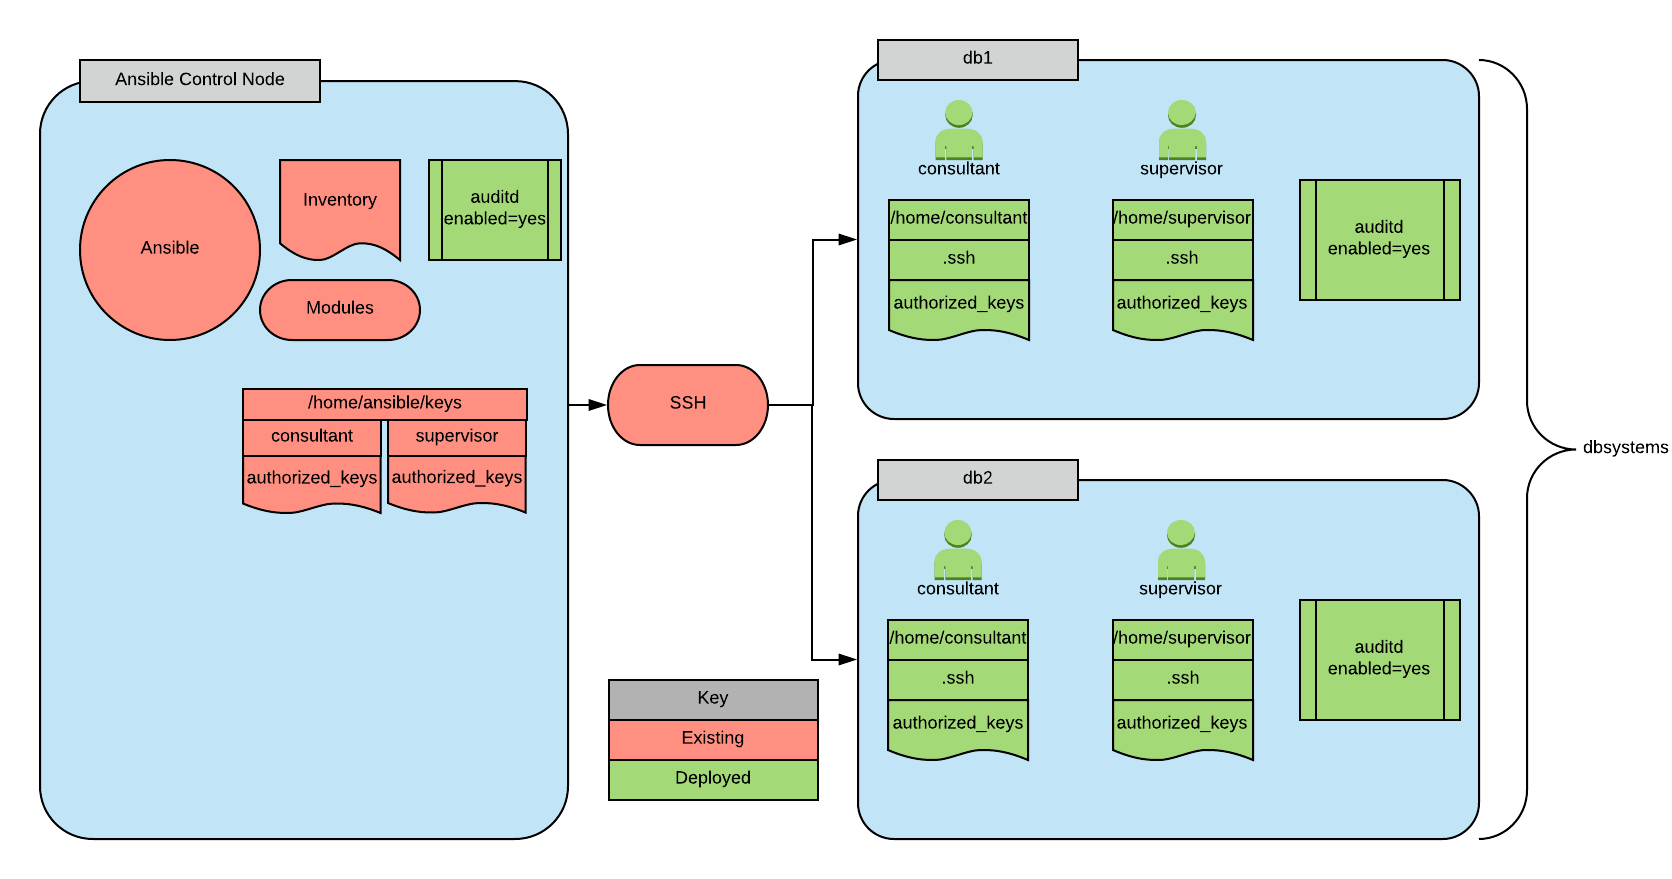 Ansible Control Node
Ansible
Inventory
auditd
enabled=yes
Modules
/home/ansible/keys
consultant
supervisor
authorized_keys
authorized_keys
SSH
Key
Existing
Deployed
db1
consultant
supervisor
/home/consultant
.ssh
authorized_keys
/home/supervisor
.ssh
authorized_keys
auditd
enabled=yes
db2
consultant
supervisor
/home/consultant
.ssh
authorized_keys
/home/supervisor
.ssh
authorized_keys
auditd
enabled=yes
dbsystems